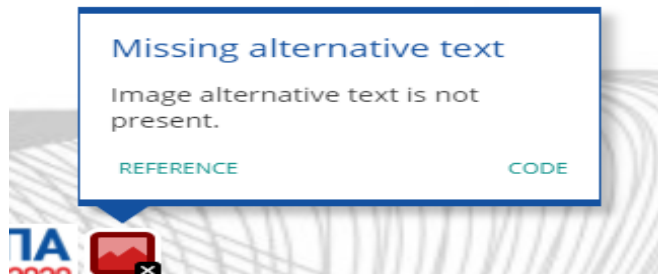 Missing alternative text
Image alternative text is not
present.
REFERENCE
CODE